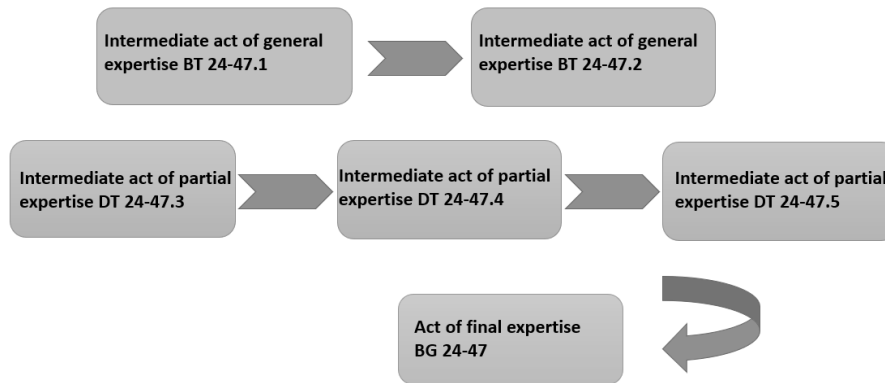 Intermediate act of general
expertise BT 24-47.1
Intermediate act of general
expertise BT 24-47.2
Intermediate act of partial
expertise DT 24-47.3
Intermediate act of partial
expertise DT 24-47.4
Intermediate act of partial
expertise DT 24-47.5
Act of final expertise
BG 24-47